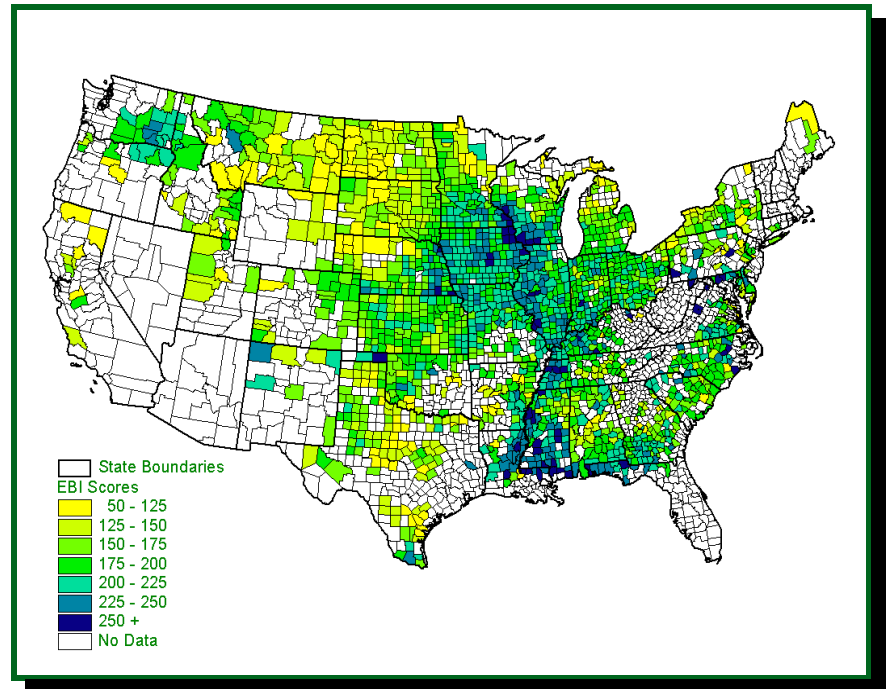 State Boundaries
EBI Scores
50 - 125
125 - 150
150 - 175
175 - 200
200 - 225
225 - 250
250 +
No Data